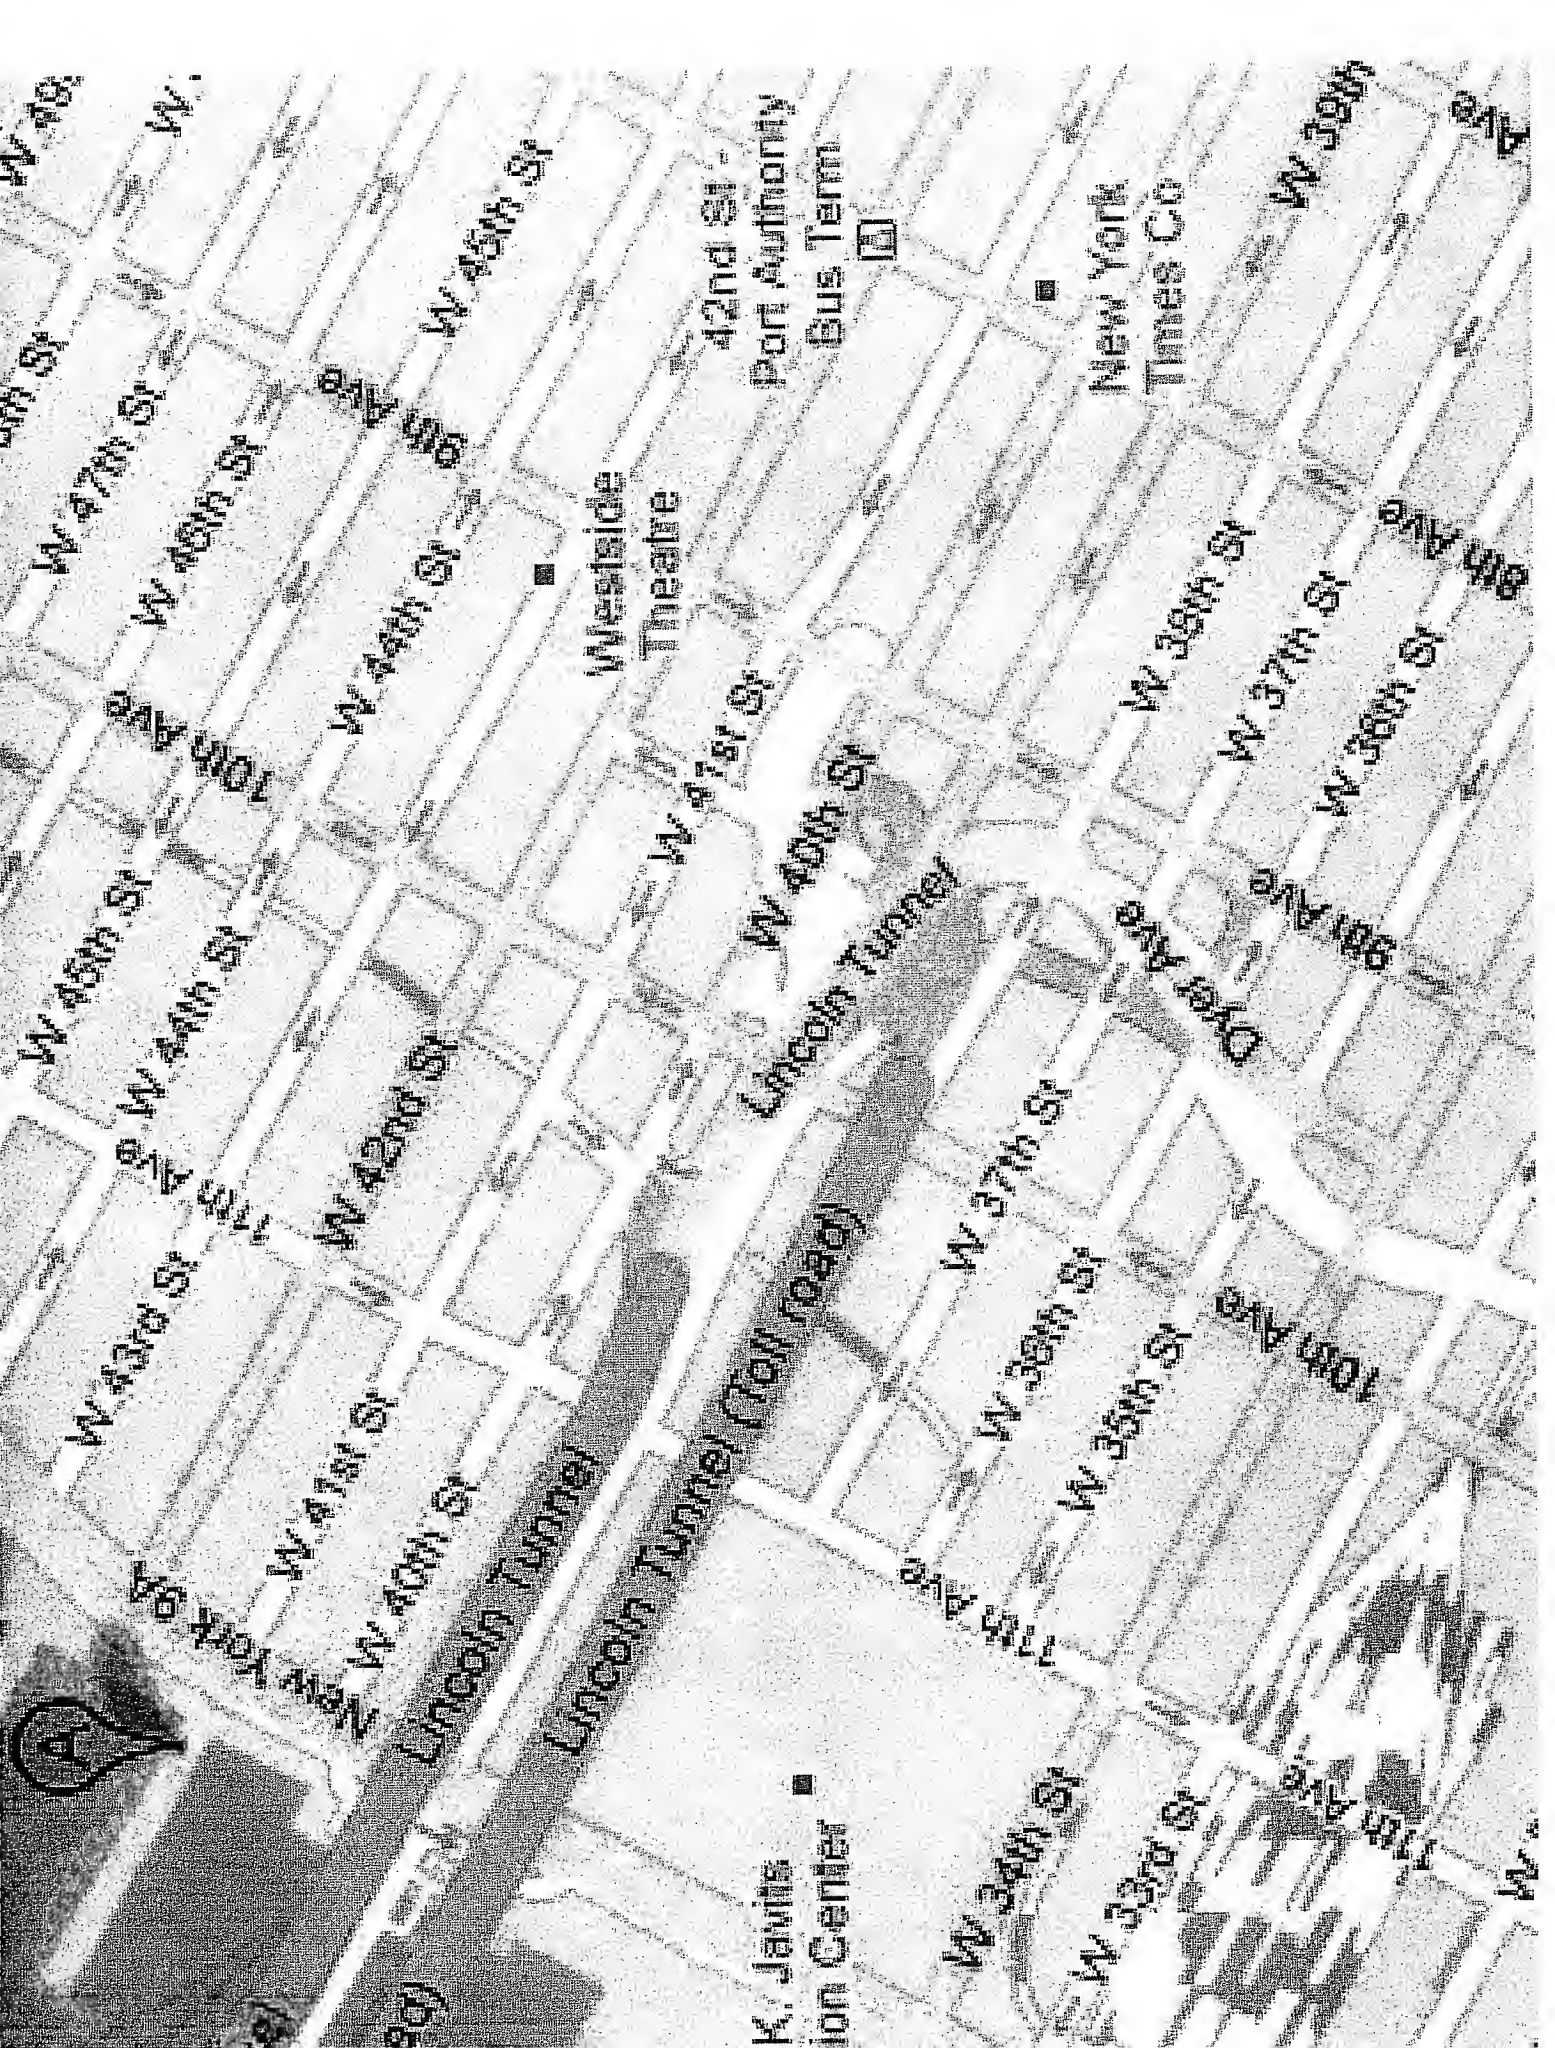 W 47th St
W 46th St
W 45th St
9th Ave
42nd St.
Port Authority
Bus Term
New York
Times Co
W 39th
Ave
10th Ave
W 44th St
Westside
Theatre
W 41st St
W 40th St
Lincoln Tunnel
W 38th St
W 37th St
W 36th St
8th Ave
W 45th St
W 44th St
11th Ave
W 42nd St
W 43rd St
Dyer Ave
9th Ave
W 37th St
W 36th St
W 35th St
10th Ave
W 41st St
W 40th St
New York 9A
Lincoln Tunnel
Lincoln Tunnel (Toll road)
A
11th Ave
K. Javits
ion Center
W 34th St
W 33rd St
11th Ave